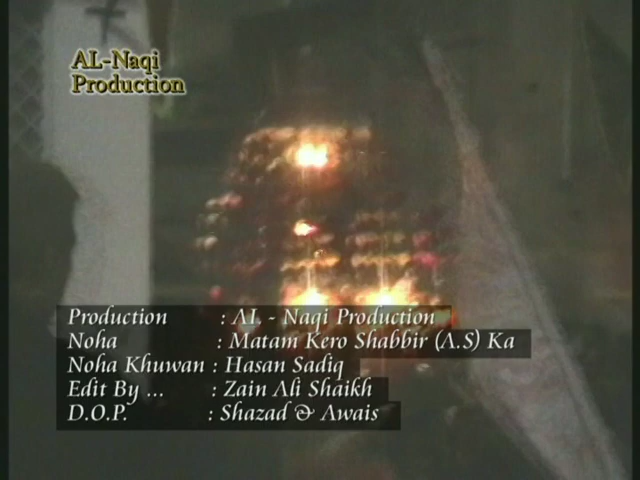 AL-Naqi
Production
Production : AL - Naqi Production
Noha : Matam Kero Shabbir (A.S) Ka
Noha Khuwan : Hasan Sadiq
Edit By ... : Zain Ali Shaikh
D.O.P. : Shazad & Awais